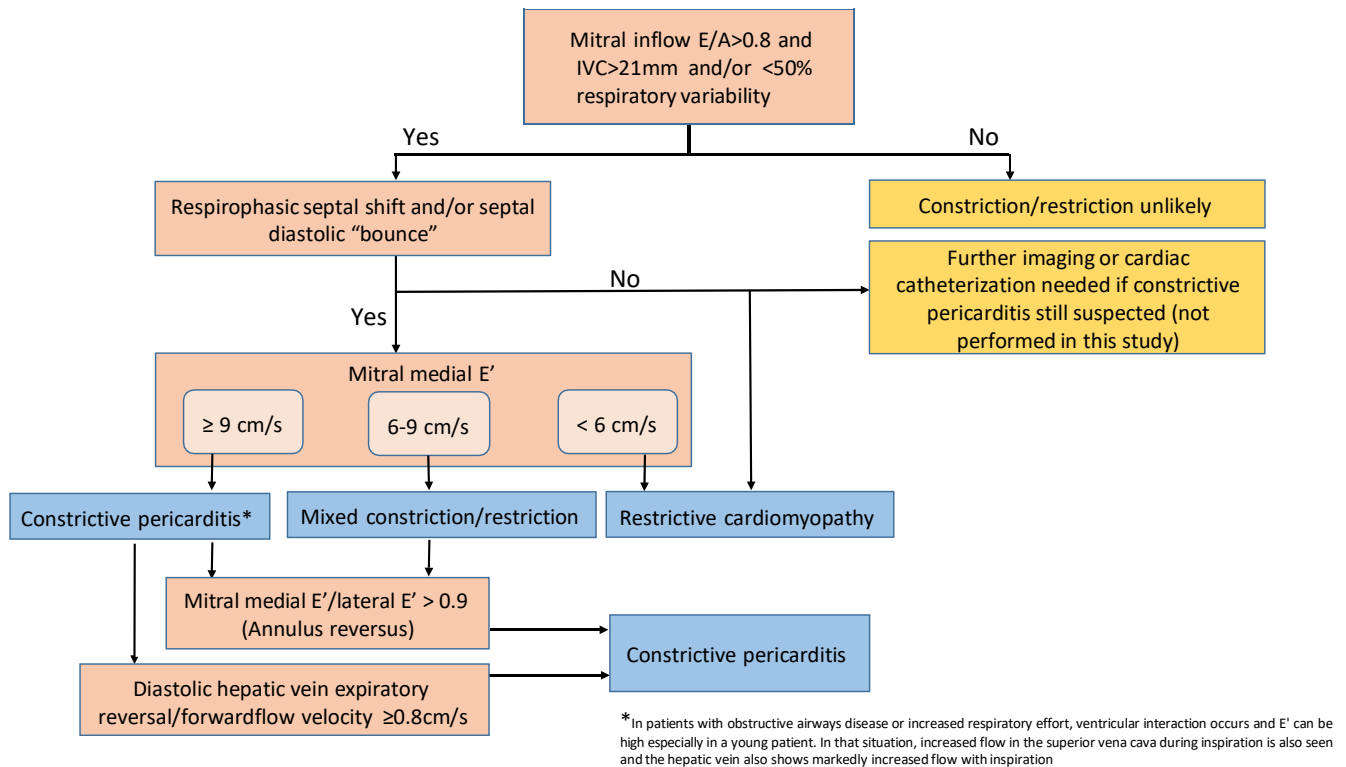 Mitral inflow E/A>0.8 and
IVC>21mm and/or <50%
respiratory variability
Yes
No
Respirophasic septal shift and/or septal
diastolic “bounce”
Constriction/restriction unlikely
No
Further imaging or cardiac
catheterization needed if constrictive
pericarditis still suspected (not
performed in this study)
Yes
Mitral medial E’
≥ 9 cm/s
6-9 cm/s
< 6 cm/s
Constrictive pericarditis*
Mixed constriction/restriction
Restrictive cardiomyopathy
Mitral medial E’/lateral E’ > 0.9
(Annulus reversus)
Constrictive pericarditis
Diastolic hepatic vein expiratory
reversal/forwardflow velocity ≥0.8cm/s
*In patients with obstructive airways disease or increased respiratory effort, ventricular interaction occurs and E' can be
high especially in a young patient. In that situation, increased flow in the superior vena cava during inspiration is also seen
and the hepatic vein also shows markedly increased flow with inspiration